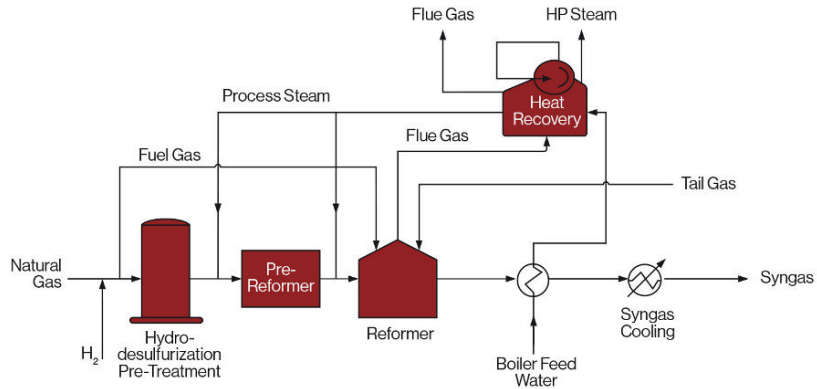 Flue Gas
HP Steam
Heat
Recovery
Process Steam
Flue Gas
Fuel Gas
Tail Gas
Natural
Gas
Pre-
Reformer
Syngas
H2
Hydro-
desulfurization
Pre-Treatment
Reformer
Boiler Feed
Water
Syngas
Cooling